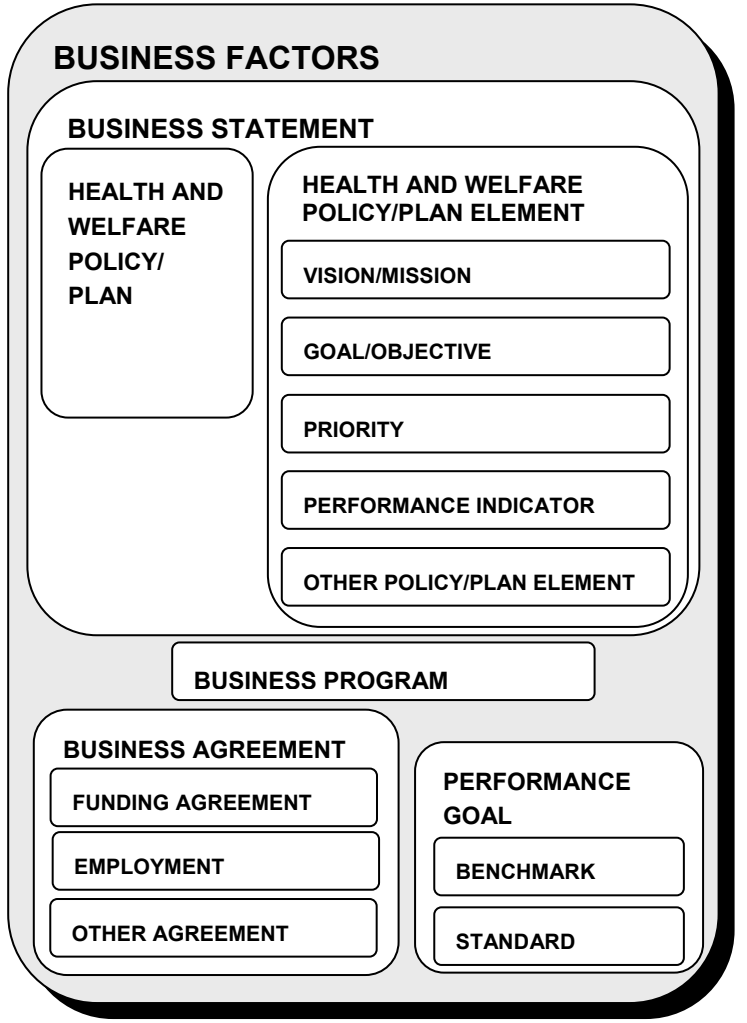 BUSINESS FACTORS
BUSINESS STATEMENT
HEALTH AND
WELFARE
POLICY/
PLAN
HEALTH AND WELFARE
POLICY/PLAN ELEMENT
VISION/MISSION
GOAL/OBJECTIVE
PRIORITY
PERFORMANCE INDICATOR
OTHER POLICY/PLAN ELEMENT
BUSINESS PROGRAM
BUSINESS AGREEMENT
FUNDING AGREEMENT
EMPLOYMENT
OTHER AGREEMENT
PERFORMANCE
GOAL
BENCHMARK
STANDARD